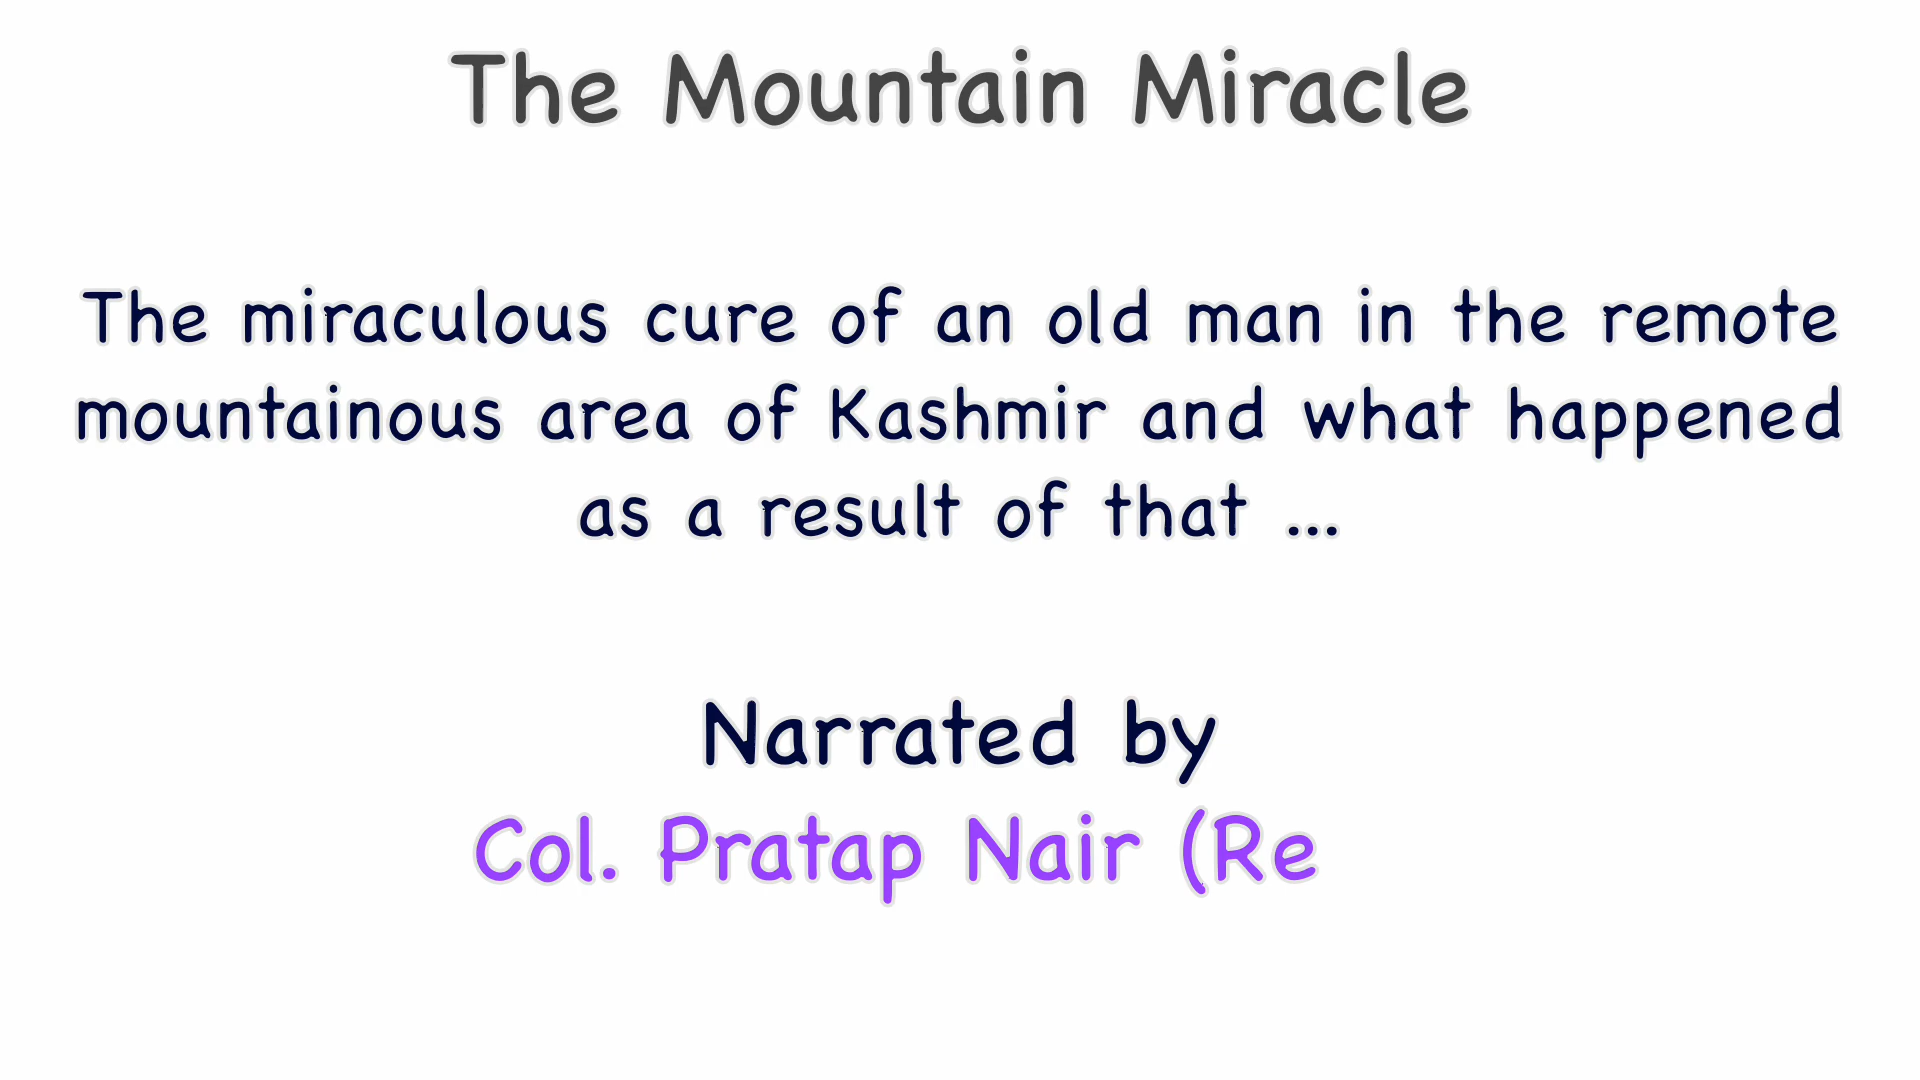 The Mountain Miracle
The miraculous cure of an old man in the remote
mountainous area of Kashmir and what happened
as a result of that ...
Narrated by
Col. Pratap Nair (Re